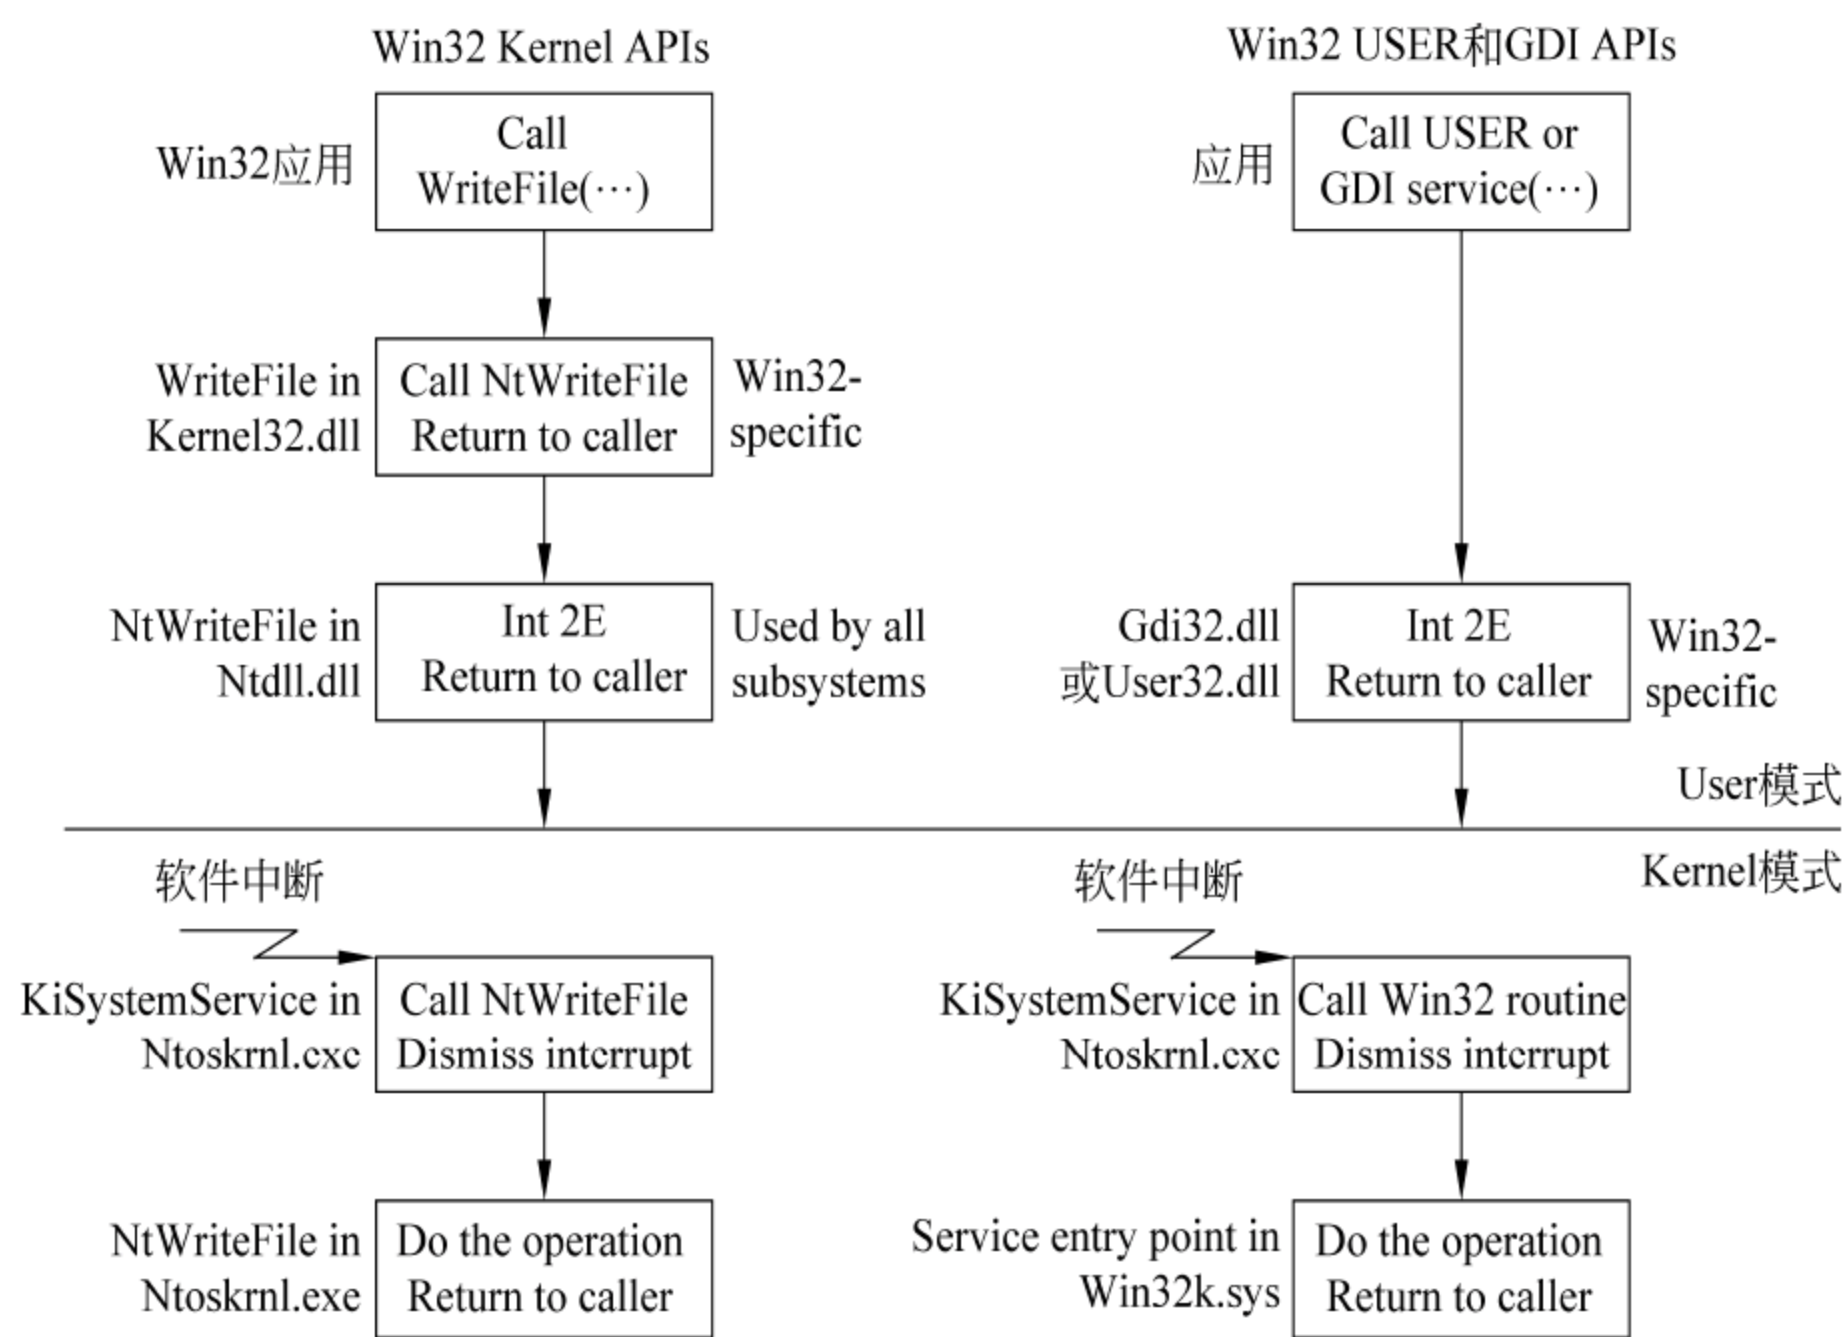 Win32 Kernel APIs
Win32应用
Call
WriteFile(···)
WriteFile in
Kernel32.dll
Call NtWriteFile
Return to caller
Win32-
specific
NtWriteFile in
Ntdll.dll
Int 2E
Return to caller
Used by all
subsystems
Win32 USER和GDI APIs
应用
Call USER or
GDI service(···)
Gdi32.dll
或User32.dll
Int 2E
Return to caller
Win32-
specific
User模式
Kernel模式
软件中断
KiSystemService in
Ntoskrnl.cxc
Call NtWriteFile
Dismiss intcrrupt
NtWriteFile in
Ntoskrnl.exe
Do the operation
Return to caller
软件中断
KiSystemService in
Ntoskrnl.cxc
Call Win32 routine
Dismiss intcrrupt
Service entry point in
Win32k.sys
Do the operation
Return to caller